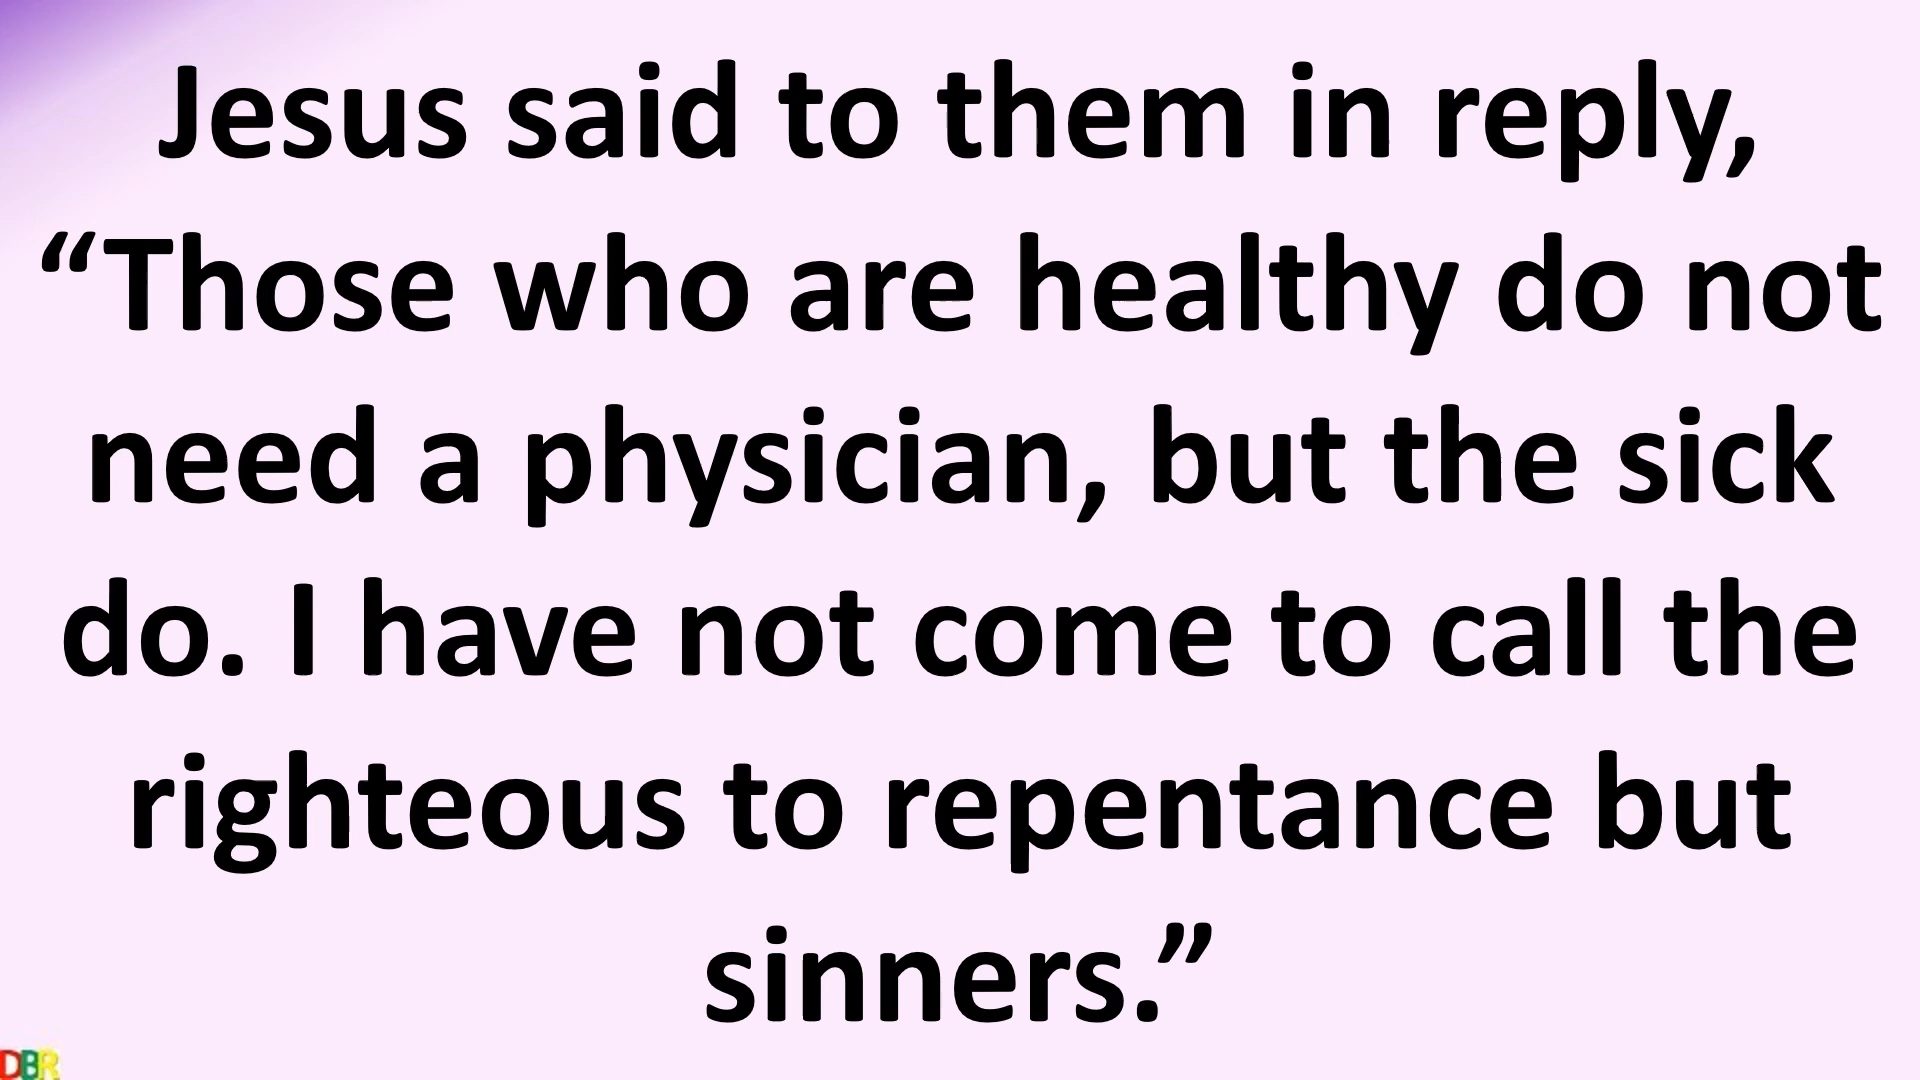 Jesus said to them in reply,
“Those who are healthy do not
need a physician, but the sick
do. I have not come to call the
righteous to repentance but
sinners.”
DBR